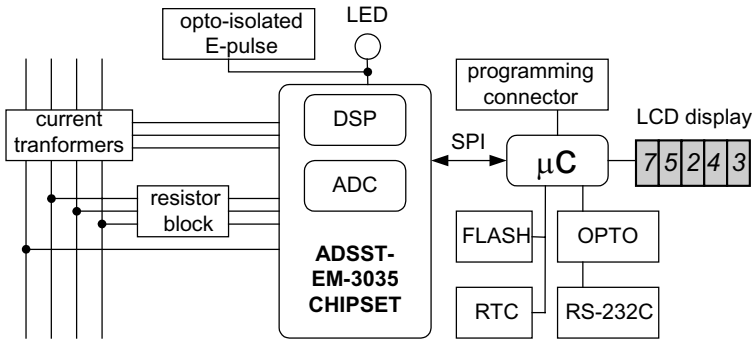 opto-isolated
E-pulse
LED
current
tranformers
resistor
block
DSP
ADC
ADSST-
EM-3035
CHIPSET
SPI
programming
connector
μC
LCD display
7 5 2 4 3
FLASH
OPTO
RTC
RS-232C